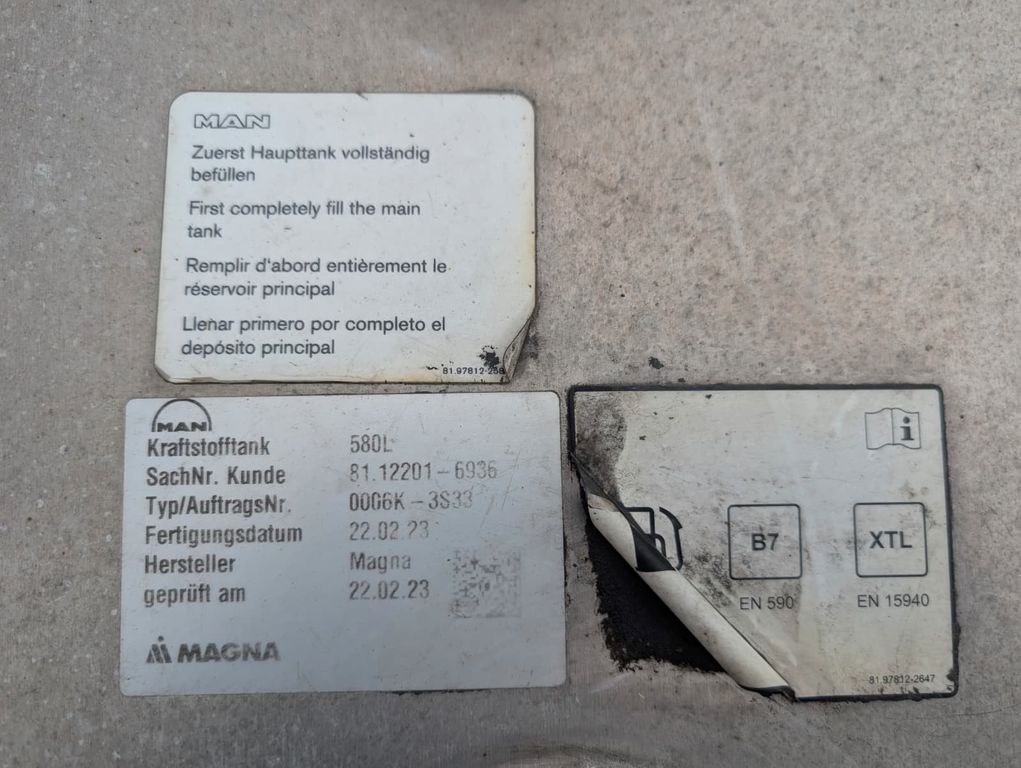 MAN
Zuerst Haupttank vollständig
befüllen
First completely fill the main
tank
Remplir d'abord entièrement le
réservoir principal
Llenar primero por completo el
depósito principal
MAN
Kraftstofftank 580L
SachNr. Kunde 81.12201-6936
Typ/AuftragsNr. 0006K-3S33
Fertigungsdatum 22.02.23
Hersteller Magna
geprüft am 22.02.23
MAGNA
i
B7 XTL
EN 590 EN 15940
81.97812-2647